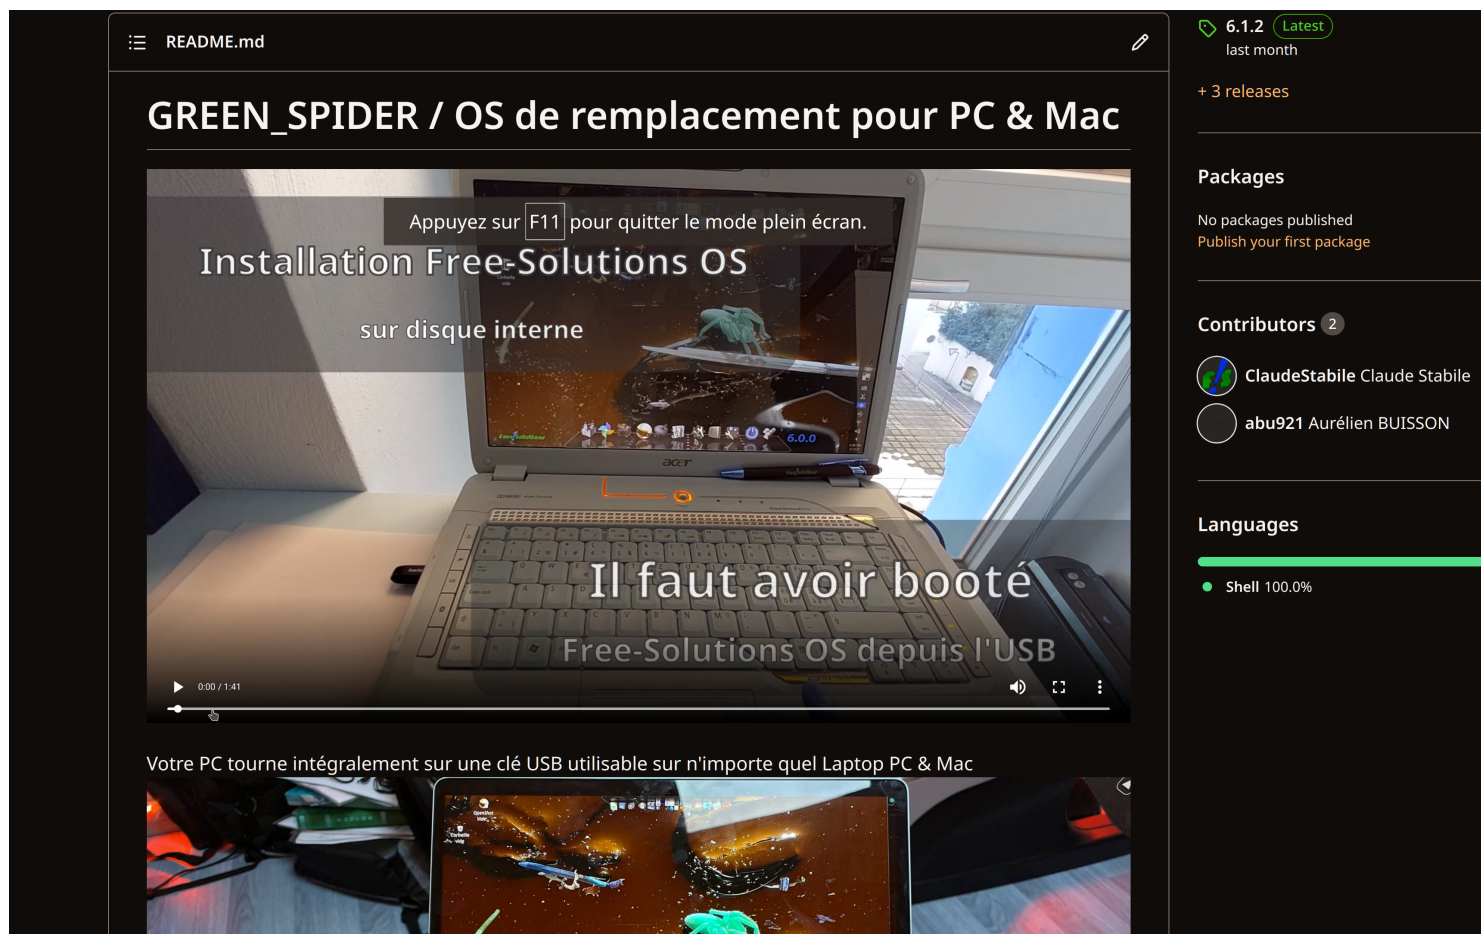 README.md
GREEN_SPIDER / OS de remplacement pour PC & Mac
Appuyez sur F11 pour quitter le mode plein écran.
Installation Free-Solutions OS
sur disque interne
6.0.0
acer
Il faut avoir booté
Free-Solutions OS depuis l'USB
0:00 / 1:41
Votre PC tourne intégralement sur une clé USB utilisable sur n'importe quel Laptop PC & Mac
OpenShot
Corbeille
vide
6.1.2 Latest
last month
+ 3 releases
Packages
No packages published
Publish your first package
Contributors 2
ClaudeStabile Claude Stabile
abu921 Aurélien BUISSON
Languages
Shell 100.0%